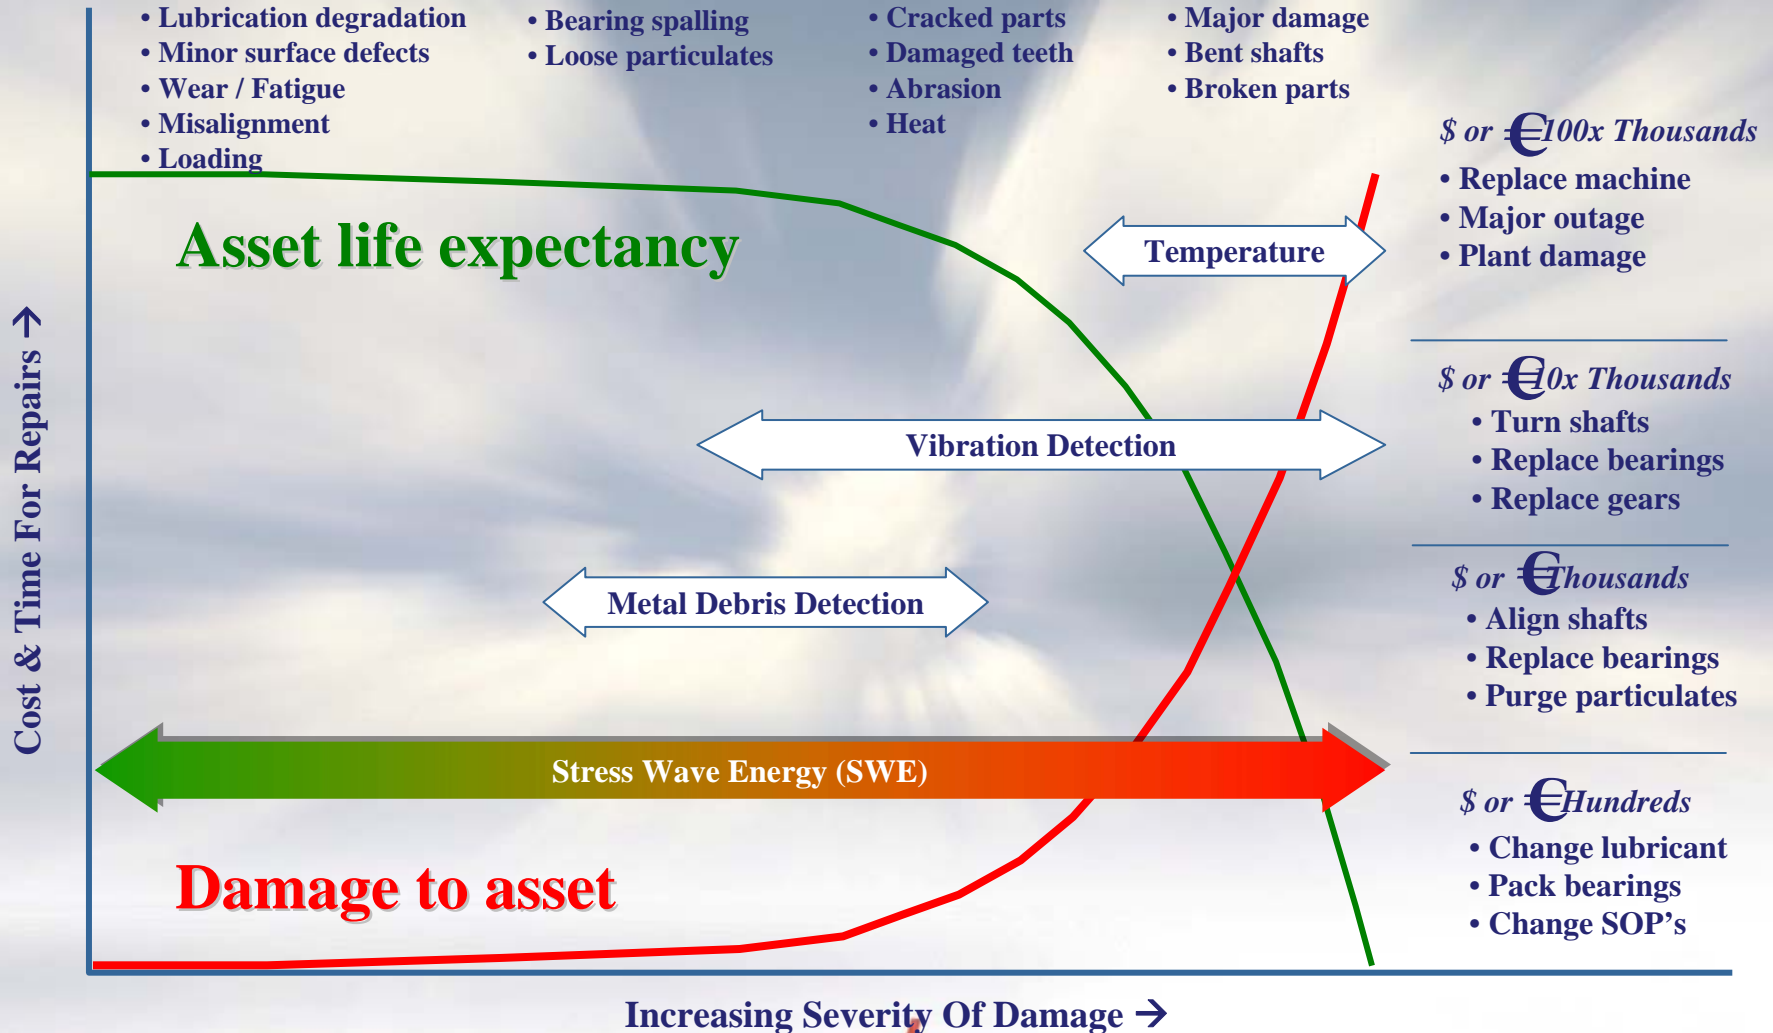 • Lubrication degradation
• Minor surface defects
• Wear / Fatigue
• Misalignment
• Loading
• Bearing spalling
• Loose particulates
• Cracked parts
• Damaged teeth
• Abrasion
• Heat
• Major damage
• Bent shafts
• Broken parts
$ or €100x Thousands
• Replace machine
• Major outage
• Plant damage
Asset life expectancy
Temperature
Cost & Time For Repairs →
$ or €10x Thousands
• Turn shafts
• Replace bearings
• Replace gears
Vibration Detection
$ or €Thousands
• Align shafts
• Replace bearings
• Purge particulates
Metal Debris Detection
Stress Wave Energy (SWE)
$ or €Hundreds
• Change lubricant
• Pack bearings
• Change SOP’s
Damage to asset
Increasing Severity Of Damage →